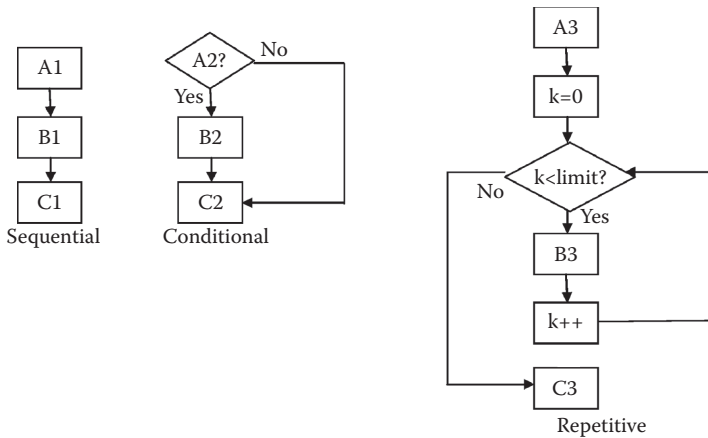 A1
B1
C1
Sequential
A2?
No
Yes
B2
C2
Conditional
A3
k=0
k<limit?
No
Yes
B3
k++
C3
Repetitive